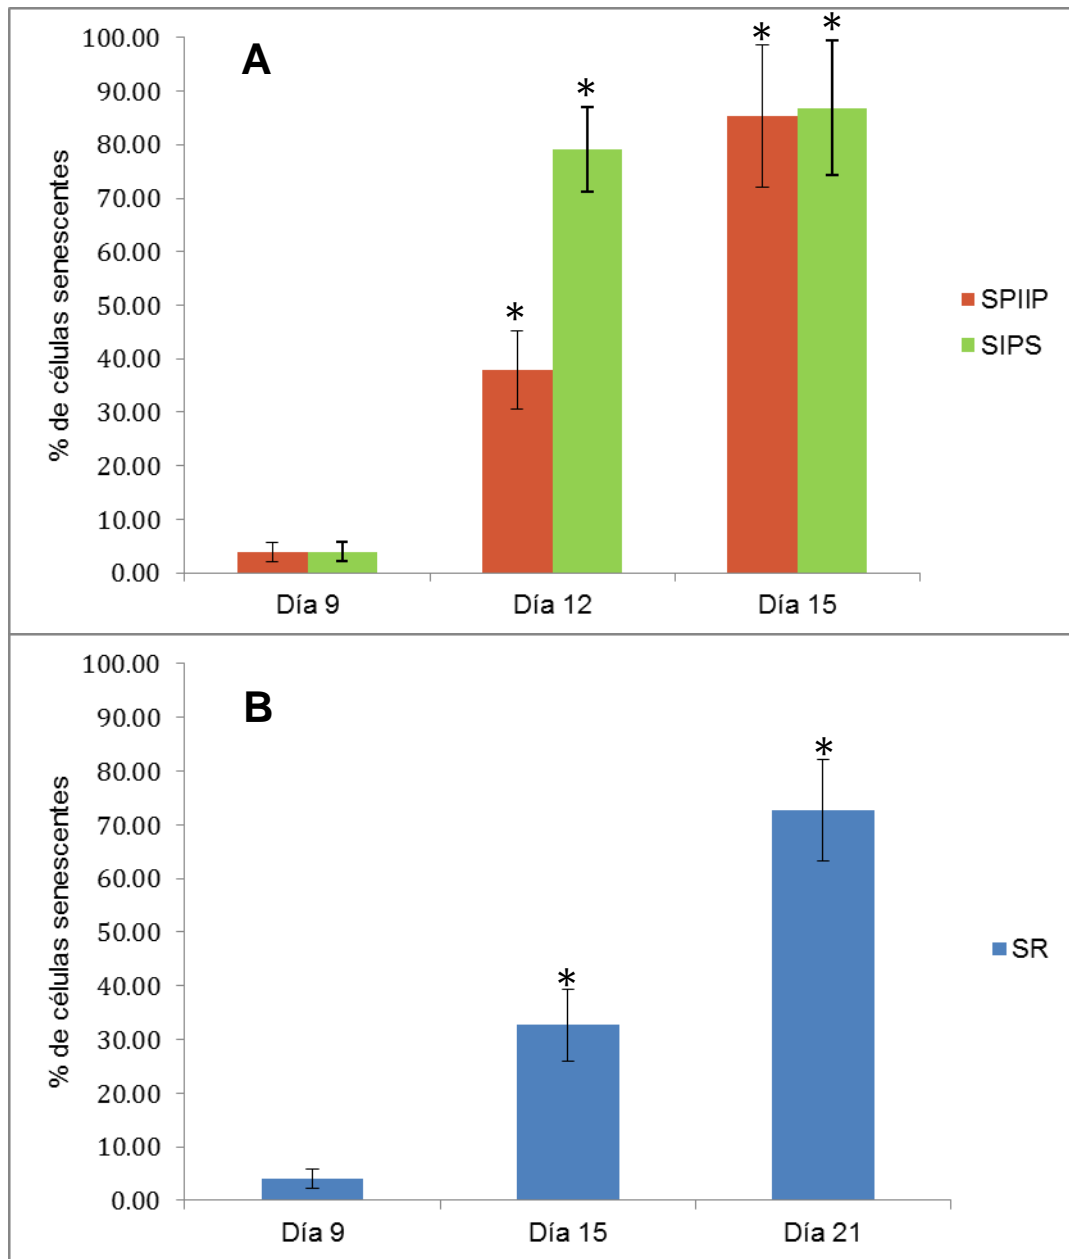 A
% de células senescentes
100.00
90.00
80.00
70.00
60.00
50.00
40.00
30.00
20.00
10.00
0.00
* * * *
Día 9 Día 12 Día 15
SPIIP
SIPS
B
% de células senescentes
100.00
90.00
80.00
70.00
60.00
50.00
40.00
30.00
20.00
10.00
0.00
* *
Día 9 Día 15 Día 21
SR